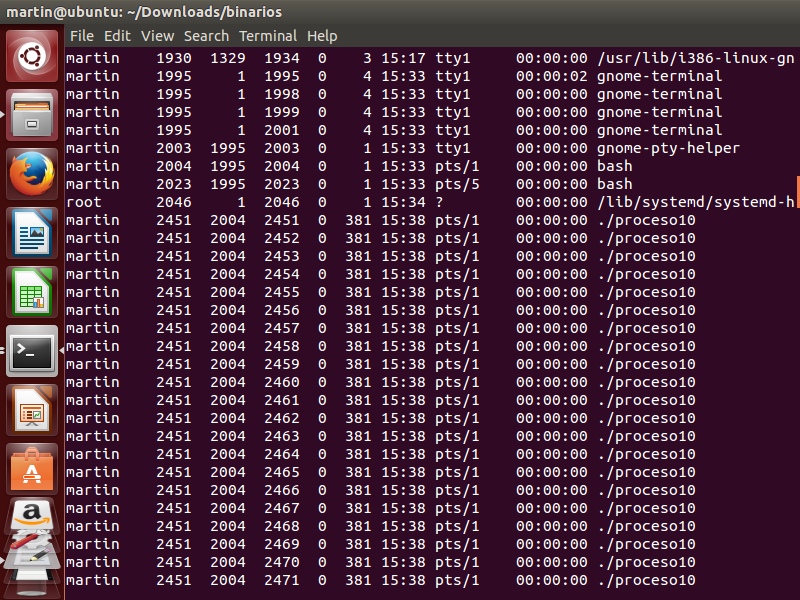 martin@ubuntu: ~/Downloads/binarios
File Edit View Search Terminal Help
martin 1930 1329 1934 0 3 15:17 tty1 00:00:00 /usr/lib/i386-linux-gn
martin 1995 1 1995 0 4 15:33 tty1 00:00:02 gnome-terminal
martin 1995 1 1998 0 4 15:33 tty1 00:00:00 gnome-terminal
martin 1995 1 1999 0 4 15:33 tty1 00:00:00 gnome-terminal
martin 1995 1 2001 0 4 15:33 tty1 00:00:00 gnome-terminal
martin 2003 1995 2003 0 1 15:33 tty1 00:00:00 gnome-pty-helper
martin 2004 1995 2004 0 1 15:33 pts/1 00:00:00 bash
martin 2023 1995 2023 0 1 15:33 pts/5 00:00:00 bash
root 2046 1 2046 0 1 15:34 ? 00:00:00 /lib/systemd/systemd-h
martin 2451 2004 2451 0 381 15:38 pts/1 00:00:00 ./proceso10
martin 2451 2004 2452 0 381 15:38 pts/1 00:00:00 ./proceso10
martin 2451 2004 2453 0 381 15:38 pts/1 00:00:00 ./proceso10
martin 2451 2004 2454 0 381 15:38 pts/1 00:00:00 ./proceso10
martin 2451 2004 2455 0 381 15:38 pts/1 00:00:00 ./proceso10
martin 2451 2004 2456 0 381 15:38 pts/1 00:00:00 ./proceso10
martin 2451 2004 2457 0 381 15:38 pts/1 00:00:00 ./proceso10
martin 2451 2004 2458 0 381 15:38 pts/1 00:00:00 ./proceso10
martin 2451 2004 2459 0 381 15:38 pts/1 00:00:00 ./proceso10
martin 2451 2004 2460 0 381 15:38 pts/1 00:00:00 ./proceso10
martin 2451 2004 2461 0 381 15:38 pts/1 00:00:00 ./proceso10
martin 2451 2004 2462 0 381 15:38 pts/1 00:00:00 ./proceso10
martin 2451 2004 2463 0 381 15:38 pts/1 00:00:00 ./proceso10
martin 2451 2004 2464 0 381 15:38 pts/1 00:00:00 ./proceso10
martin 2451 2004 2465 0 381 15:38 pts/1 00:00:00 ./proceso10
martin 2451 2004 2466 0 381 15:38 pts/1 00:00:00 ./proceso10
martin 2451 2004 2467 0 381 15:38 pts/1 00:00:00 ./proceso10
martin 2451 2004 2468 0 381 15:38 pts/1 00:00:00 ./proceso10
martin 2451 2004 2469 0 381 15:38 pts/1 00:00:00 ./proceso10
martin 2451 2004 2470 0 381 15:38 pts/1 00:00:00 ./proceso10
martin 2451 2004 2471 0 381 15:38 pts/1 00:00:00 ./proceso10